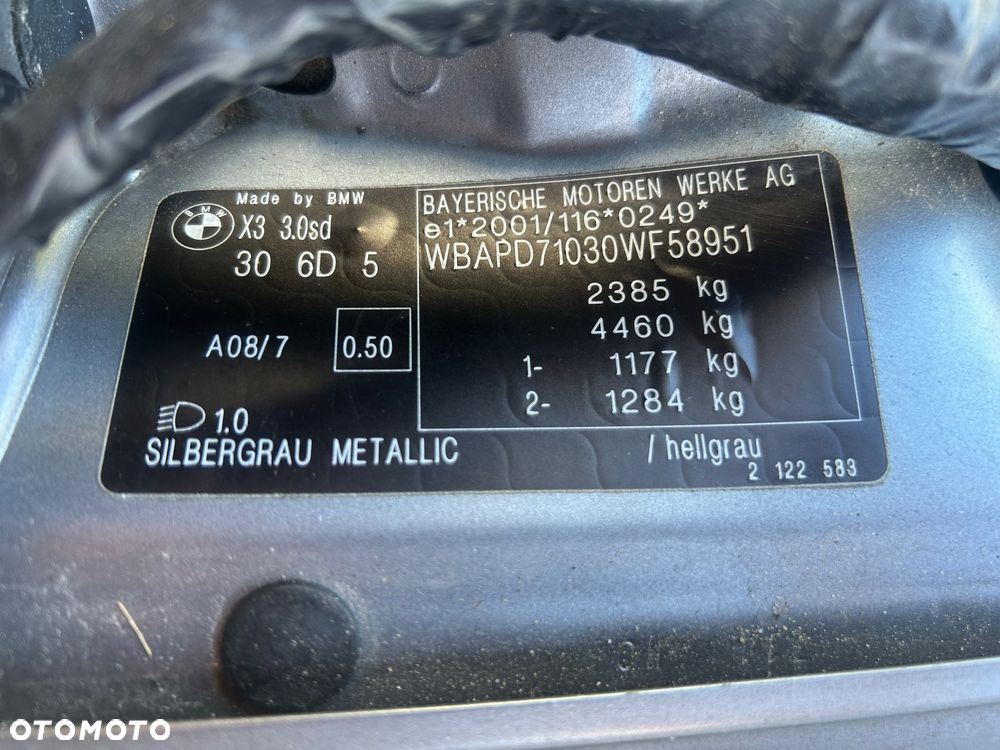 Made by BMW
BMW
X3 3.0sd
30 6D 5
A08/7
0.50
1.0
SILBERGRAU METALLIC
BAYERISCHE MOTOREN WERKE AG
e1*2001/116*0249*
WBAPD71030WF58951
2385 kg
4460 kg
1- 1177 kg
2- 1284 kg
/hellgrau
2 122 583
OTOMOTO